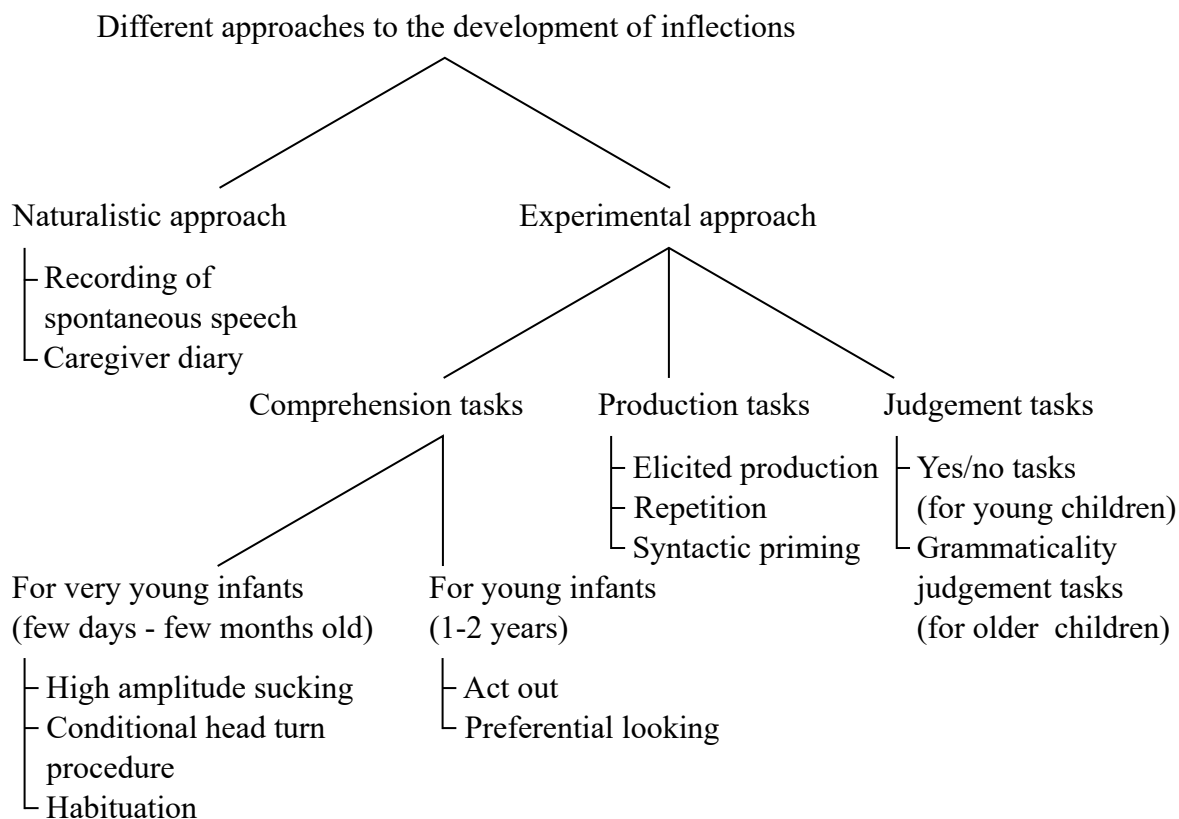 Different approaches to the development of inflections
Naturalistic approach
Recording of
spontaneous speech
Caregiver diary
Experimental approach
Comprehension tasks
For very young infants
(few days - few months old)
High amplitude sucking
Conditional head turn
procedure
Habituation
For young infants
(1-2 years)
Act out
Preferential looking
Production tasks
Elicited production
Repetition
Syntactic priming
Judgement tasks
Yes/no tasks
(for young children)
Grammaticality
judgement tasks
(for older children)